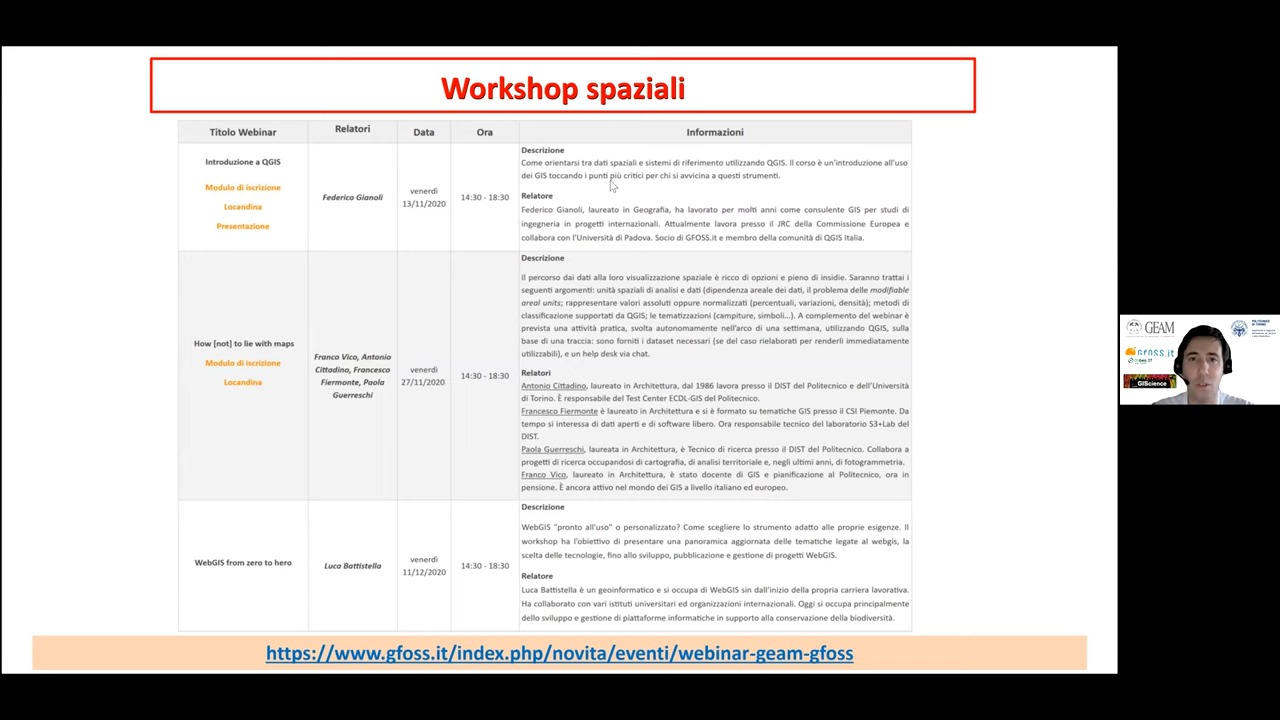 Workshop spaziali
Titolo Webinar
Relatori
Data
Ora
Informazioni
Introduzione a QGIS
Modulo di iscrizione
Locandina
Presentazione
Federico Gianoli
venerdì
13/11/2020
14:30 - 18:30
Descrizione
Come orientarsi tra dati spaziali e sistemi di riferimento utilizzando QGIS. Il corso è un'introduzione all'uso
dei GIS toccando i punti più critici per chi si avvicina a questi strumenti.
Relatore
Federico Gianoli, laureato in Geografia, ha lavorato per molti anni come consulente GIS per studi di
ingegneria in progetti internazionali. Attualmente lavora presso il JRC della Commissione Europea e
collabora con l'Università di Padova. Socio di GFOSS.it e membro della comunità di QGIS Italia.
How [not] to lie with maps
Modulo di iscrizione
Locandina
Franco Vico, Antonio
Cittadino, Francesco
Fiermonte, Paola
Guerreschi
venerdì
27/11/2020
14:30 - 18:30
Descrizione
Il percorso dai dati alla loro visualizzazione spaziale è ricco di opzioni e pieno di insidie. Saranno trattai i
seguenti argomenti: unità spaziali di analisi e dati (dipendenza areale dei dati, il problema delle modifiable
areal units; rappresentare valori assoluti oppure normalizzati (percentuali, variazioni, densità); metodi di
classificazione supportati da QGIS; le tematizzazioni (campiture, simboli...). A complemento del webinar è
prevista una attività pratica, svolta autonomamente nell'arco di una settimana, utilizzando QGIS, sulla
base di una traccia: sono forniti i dataset necessari (se del caso rielaborati per renderli immediatamente
utilizzabili), e un help desk via chat.
Relatori
Antonio Cittadino, laureato in Architettura, dal 1986 lavora presso il DIST del Politecnico e dell'Università
di Torino. È responsabile del Test Center ECDL-GIS del Politecnico.
Francesco Fiermonte è laureato in Architettura e si è formato su tematiche GIS presso il CSI Piemonte. Da
tempo si interessa di dati aperti e di software libero. Ora responsabile tecnico del laboratorio S3+Lab del
DIST.
Paola Guerreschi, laureata in Architettura, è Tecnico di ricerca presso il DIST del Politecnico. Collabora a
progetti di ricerca occupandosi di cartografia, di analisi territoriale e, negli ultimi anni, di fotogrammetria.
Franco Vico, laureato in Architettura, è stato docente di GIS e pianificazione al Politecnico, ora in
pensione. È ancora attivo nel mondo dei GIS a livello italiano ed europeo.
WebGIS from zero to hero
Luca Battistella
venerdì
11/12/2020
14:30 - 18:30
Descrizione
WebGIS "pronto all'uso" o personalizzato? Come scegliere lo strumento adatto alle proprie esigenze. Il
workshop ha l'obiettivo di presentare una panoramica aggiornata delle tematiche legate al webgis, la
scelta delle tecnologie, fino allo sviluppo, pubblicazione e gestione di progetti WebGIS.
Relatore
Luca Battistella è un geoinformatico e si occupa di WebGIS sin dall'inizio della propria carriera lavorativa.
Ha collaborato con vari istituti universitari ed organizzazioni internazionali. Oggi si occupa principalmente
dello sviluppo e gestione di piattaforme informatiche in supporto alla conservazione della biodiversità.
https://www.gfoss.it/index.php/novita/eventi/webinar-geam-gfoss
GEAM
GFOSS.it
GIScience